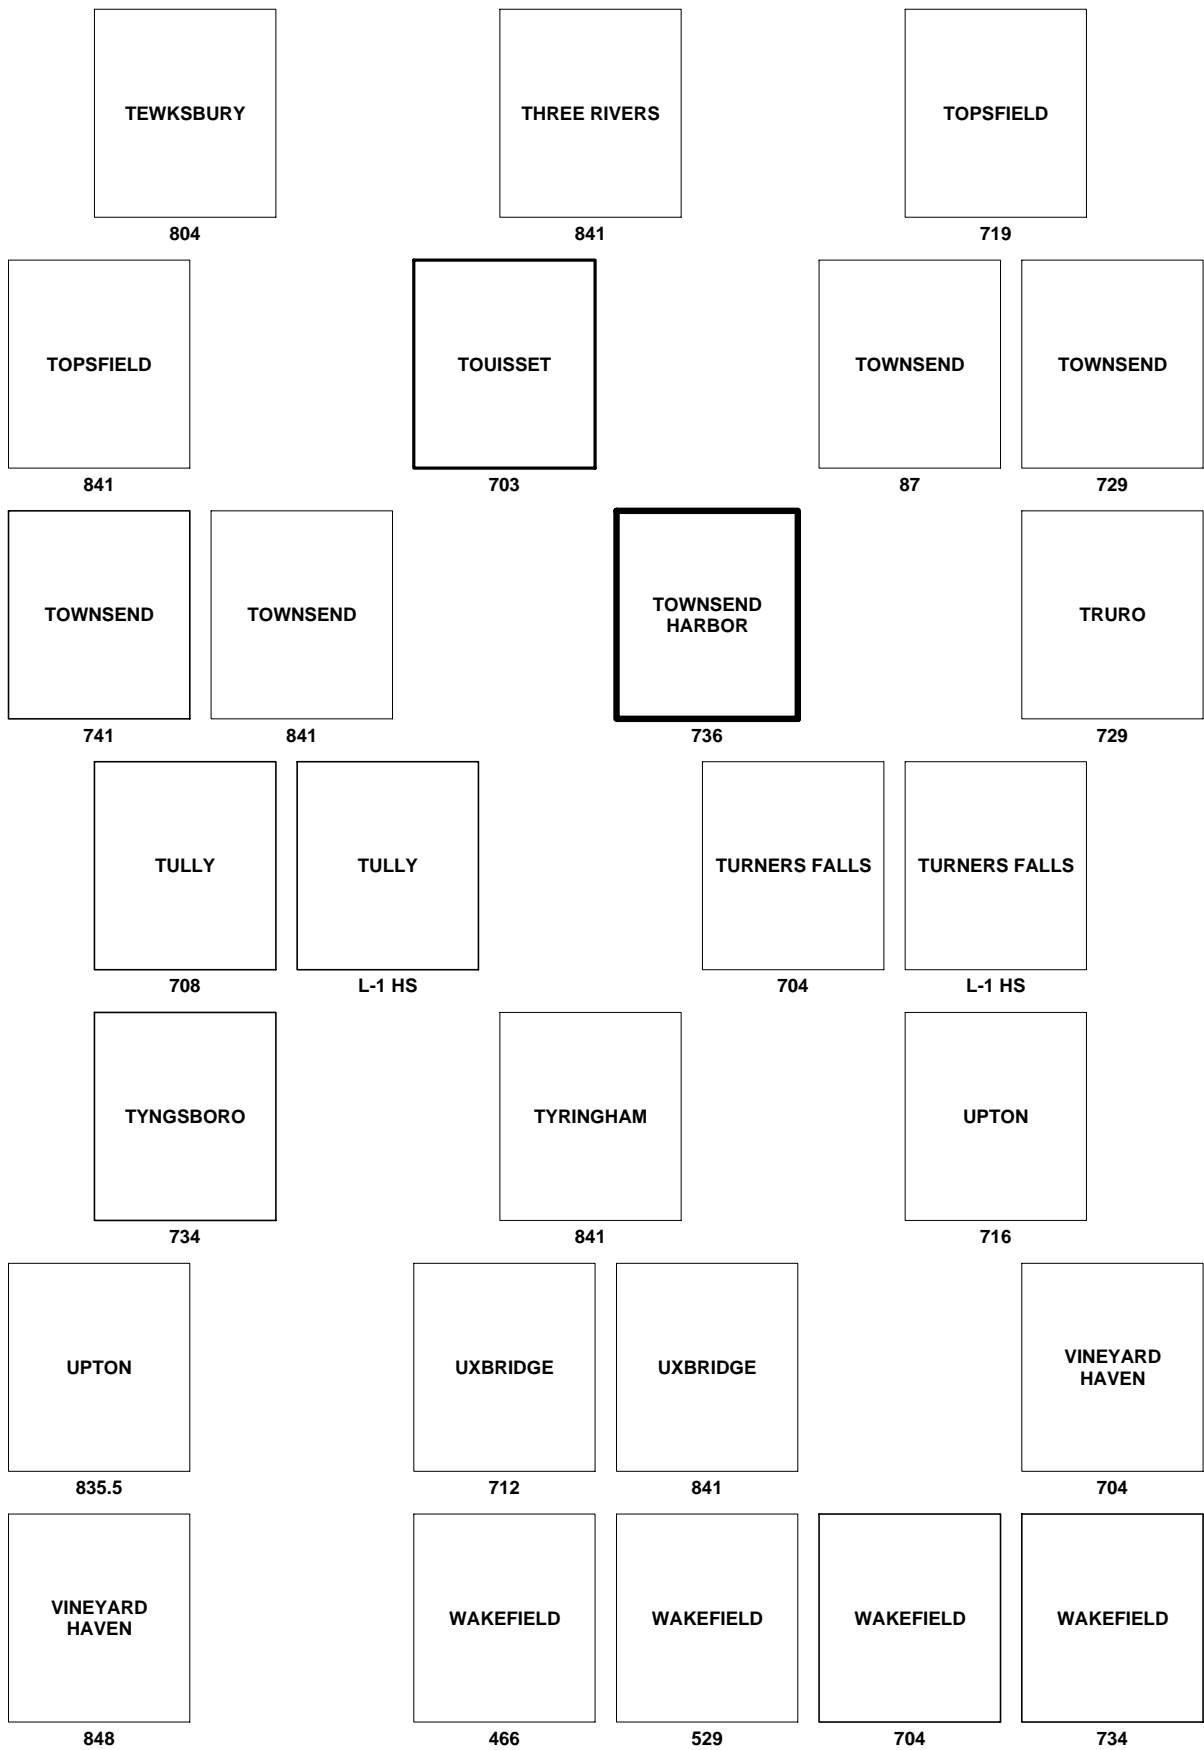 TEWKSBURY
804
THREE RIVERS
841
TOPSFIELD
719
TOPSFIELD
841
TOUISSET
703
TOWNSEND
87
TOWNSEND
729
TOWNSEND
741
TOWNSEND
841
TOWNSEND
HARBOR
736
TRURO
729
TULLY
708
TULLY
L-1 HS
TURNERS FALLS
704
TURNERS FALLS
L-1 HS
TYNGSBORO
734
TYRINGHAM
841
UPTON
716
UPTON
835.5
UXBRIDGE
712
UXBRIDGE
841
VINEYARD
HAVEN
704
VINEYARD
HAVEN
848
WAKEFIELD
466
WAKEFIELD
529
WAKEFIELD
704
WAKEFIELD
734